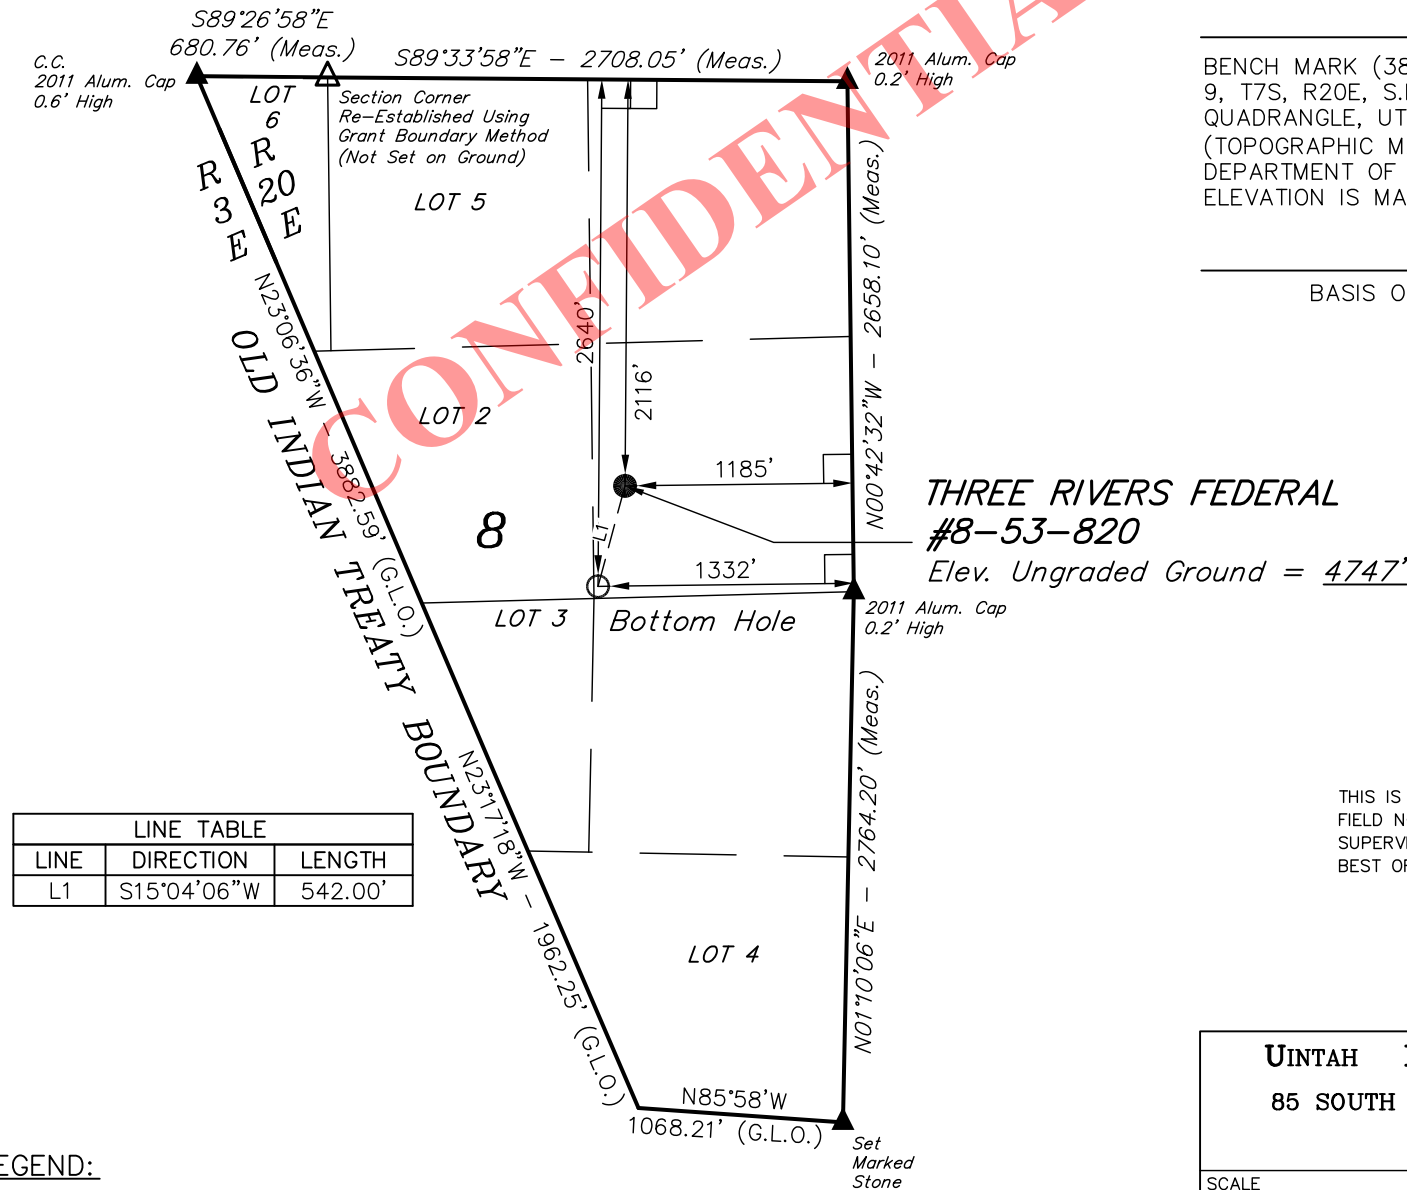 S89°26'58"E
680.76' (Meas.)
S89°33'58"E - 2708.05' (Meas.)
C.C.
2011 Alum. Cap
0.6' High
2011 Alum. Cap
0.2' High
LOT
6
Section Corner
Re-Established Using
Grant Boundary Method
(Not Set on Ground)
R 20 E
R 3 E
LOT 5
CONFIDENTIA
BENCH MARK (38
9, T7S, R20E, S.
QUADRANGLE, UT
(TOPOGRAPHIC M
DEPARTMENT OF
ELEVATION IS MA
BASIS O
N00°42'32"W - 2658.10' (Meas.)
N23°06'36"W - 3882.59' (G.L.O.)
OLD INDIAN TREATY BOUNDARY
2640'
2116'
LOT 2
1185'
8
L1
THREE RIVERS FEDERAL
#8-53-820
Elev. Ungraded Ground = 4747'
1332'
LOT 3
Bottom Hole
2011 Alum. Cap
0.2' High
N01°10'06"E - 2764.20' (Meas.)
N23°17'18"W - 1962.25' (G.L.O.)
LINE TABLE
LINE DIRECTION LENGTH
L1 S15°04'06"W 542.00'
THIS IS
FIELD N
SUPERV
BEST OF
LOT 4
N85°58'W
1068.21' (G.L.O.)
Set
Marked
Stone
UINTAH
85 SOUTH
SCALE
EGEND: